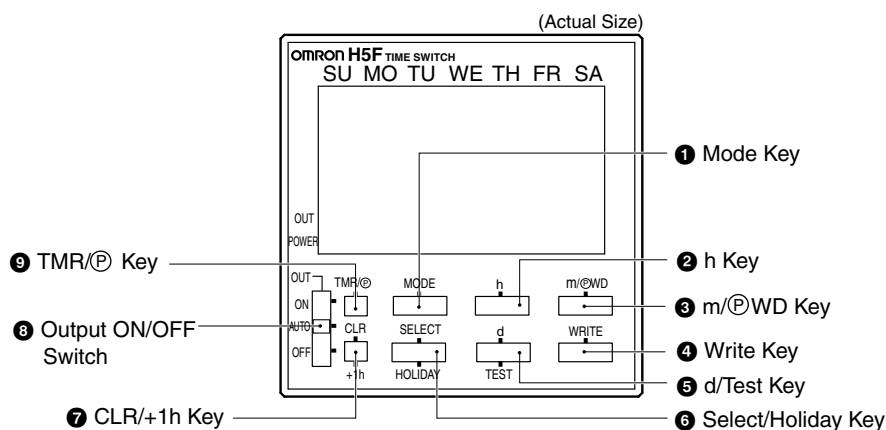 (Actual Size)
OMRON H5F TIME SWITCH
SU MO TU WE TH FR SA
❶ Mode Key
OUT
POWER
❾ TMR/Ⓟ Key
❷ h Key
OUT
TMR/Ⓟ MODE h m/ⓅWD
ON
❸ m/ⓅWD Key
❽ Output ON/OFF
Switch
AUTO CLR SELECT d WRITE
❹ Write Key
OFF
+1h HOLIDAY TEST
❺ d/Test Key
❼ CLR/+1h Key
❻ Select/Holiday Key